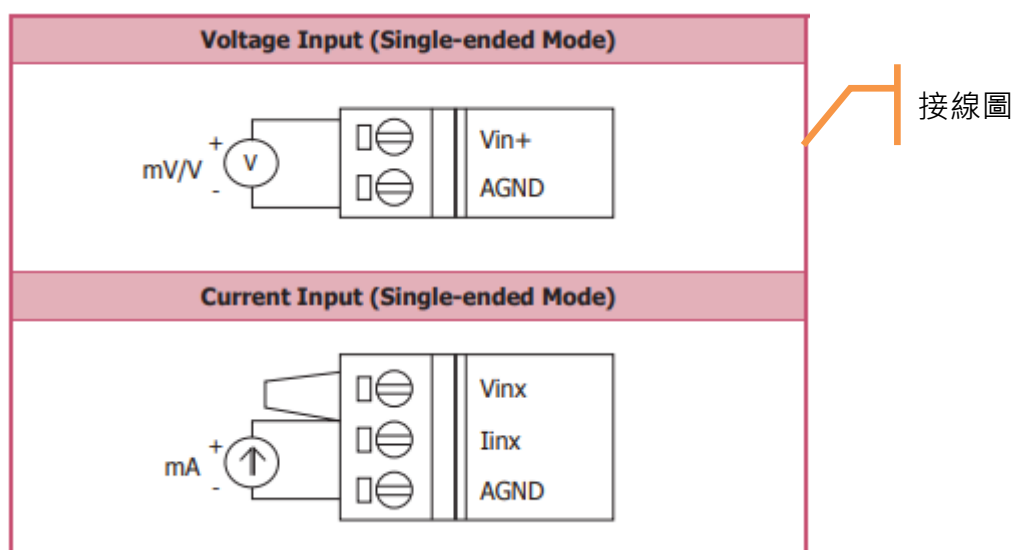 Voltage Input (Single-ended Mode)
接線圖
+
mV/V
V
-
Vin+
AGND
Current Input (Single-ended Mode)
Vinx
+
mA
-
Iinx
AGND